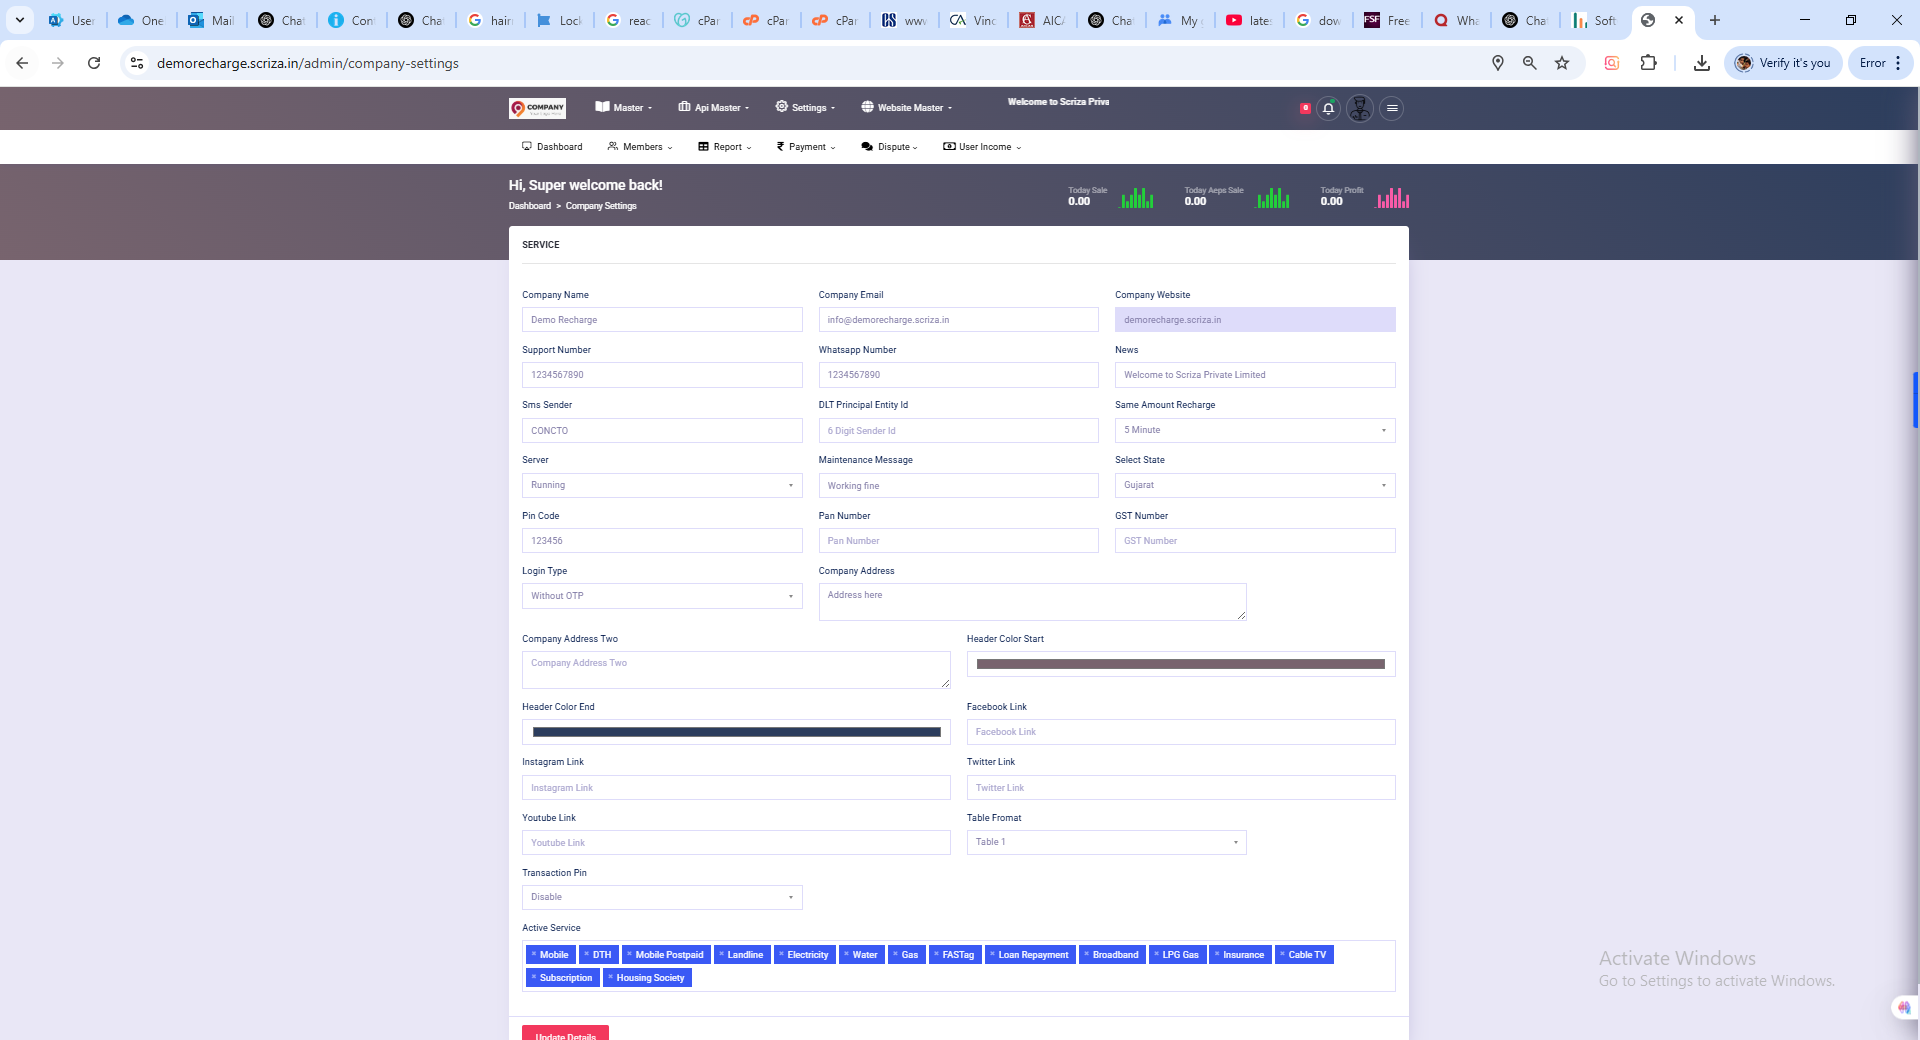 User
One
Mail
Chat
Con
Chat
hair
Lock
reac
cPar
cPar
cPar
www
Vinc
AICA
Chat
My
late
dow
Free
Wha
Chat
Soft
demorecharge.scriza.in/admin/company-settings
Verify it's you
Error
COMPANY
Master
Api Master
Settings
Website Master
Welcome to Scriza Priva
0
Dashboard
Members
Report
Payment
Dispute
User Income
Hi, Super welcome back!
Dashboard > Company Settings
Today Sale
0.00
Today Aeps Sale
0.00
Today Profit
0.00
SERVICE
Company Name
Company Email
Company Website
Demo Recharge
info@demorecharge.scriza.in
demorecharge.scriza.in
Support Number
Whatsapp Number
News
1234567890
1234567890
Welcome to Scriza Private Limited
Sms Sender
DLT Principal Entity Id
Same Amount Recharge
CONCTO
6 Digit Sender Id
5 Minute
Server
Maintenance Message
Select State
Running
Working fine
Gujarat
Pin Code
Pan Number
GST Number
123456
Pan Number
GST Number
Login Type
Company Address
Without OTP
Address here
Company Address Two
Header Color Start
Company Address Two
Header Color End
Facebook Link
Facebook Link
Instagram Link
Twitter Link
Instagram Link
Twitter Link
Youtube Link
Table Fromat
Youtube Link
Table 1
Transaction Pin
Disable
Active Service
× Mobile × DTH × Mobile Postpaid × Landline × Electricity × Water × Gas × FASTag × Loan Repayment × Broadband × LPG Gas × Insurance × Cable TV
× Subscription × Housing Society
Update Details
Activate Windows
Go to Settings to activate Windows.